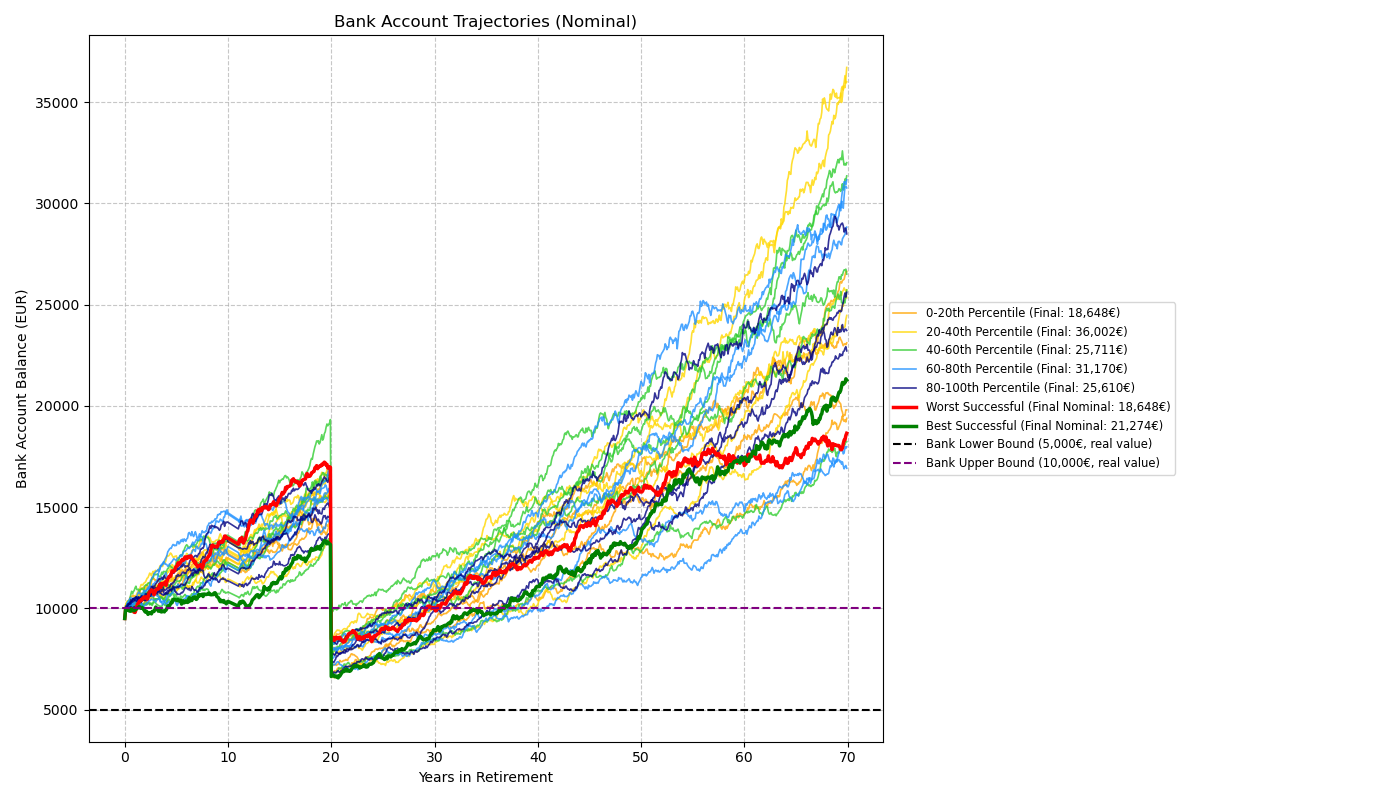 Bank Account Trajectories (Nominal)
Bank Account Balance (EUR)
35000
30000
25000
20000
15000
10000
5000
0 10 20 30 40 50 60 70
Years in Retirement
0-20th Percentile (Final: 18,648€)
20-40th Percentile (Final: 36,002€)
40-60th Percentile (Final: 25,711€)
60-80th Percentile (Final: 31,170€)
80-100th Percentile (Final: 25,610€)
Worst Successful (Final Nominal: 18,648€)
Best Successful (Final Nominal: 21,274€)
Bank Lower Bound (5,000€, real value)
Bank Upper Bound (10,000€, real value)